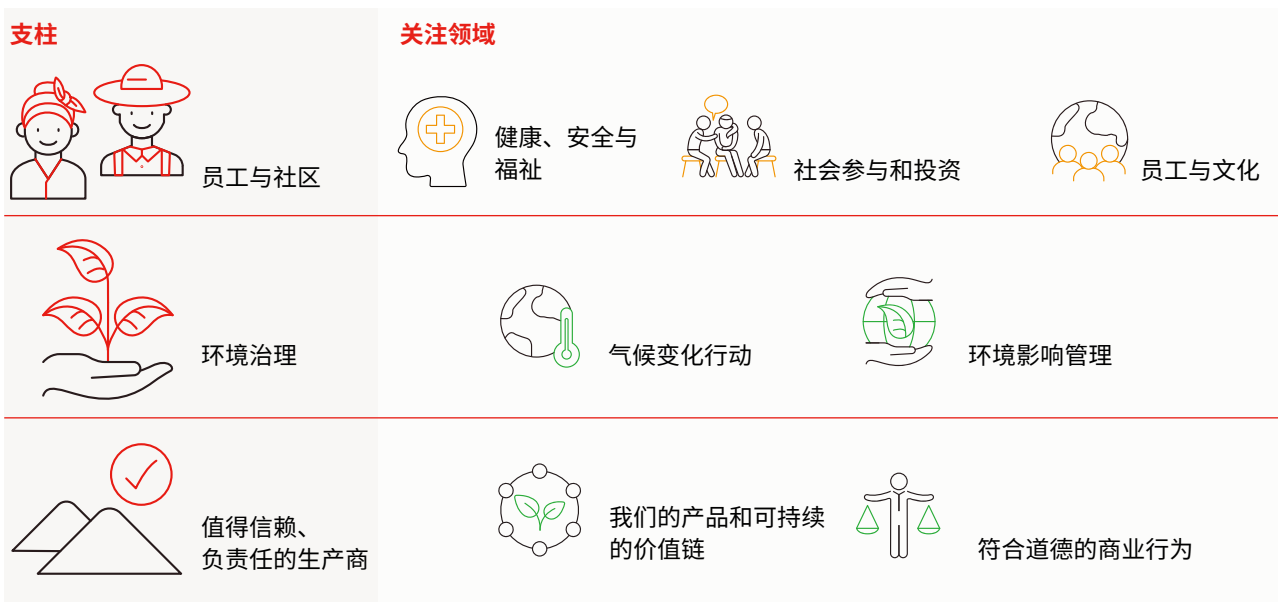 支柱
关注领域
员工与社区
健康、安全与
福祉
社会参与和投资
员工与文化
环境治理
气候变化行动
环境影响管理
值得信赖、
负责任的生产商
我们的产品和可持续
的价值链
符合道德的商业行为